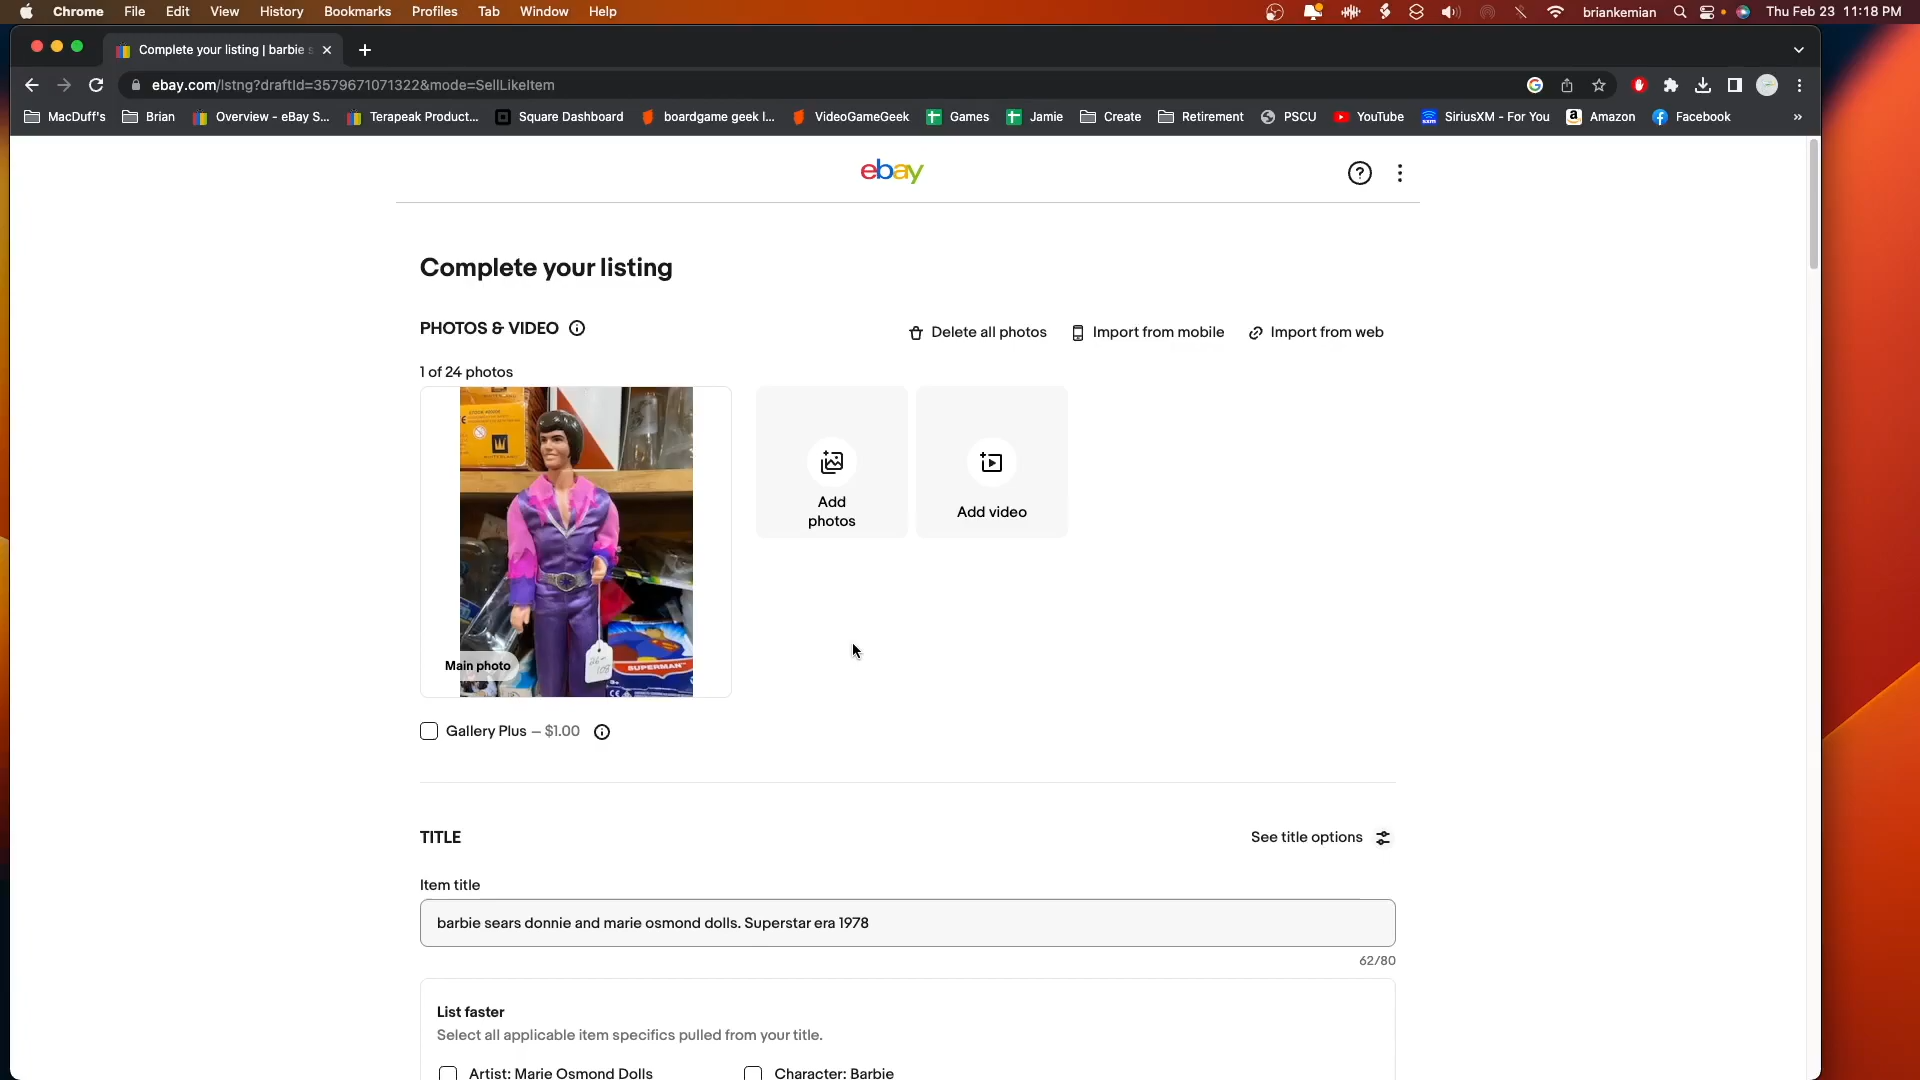 Chrome File Edit View History Bookmarks Profiles Tab Window Help briankemian Thu Feb 23 11:18 PM
Complete your listing | barbie s
ebay.com/lstng?draftId=3579671071322&mode=SellLikeItem
MacDuff's Brian Overview - eBay S... Terapeak Product... Square Dashboard boardgame geek I... VideoGameGeek Games Jamie Create Retirement PSCU YouTube SiriusXM - For You Amazon Facebook »
ebay
Complete your listing
PHOTOS & VIDEO
Delete all photos Import from mobile Import from web
1 of 24 photos
Add
photos
Add video
SUPERMAN
Main photo
Gallery Plus – $1.00
TITLE
See title options
Item title
barbie sears donnie and marie osmond dolls. Superstar era 1978
62/80
List faster
Select all applicable item specifics pulled from your title.
Artist: Marie Osmond Dolls Character: Barbie